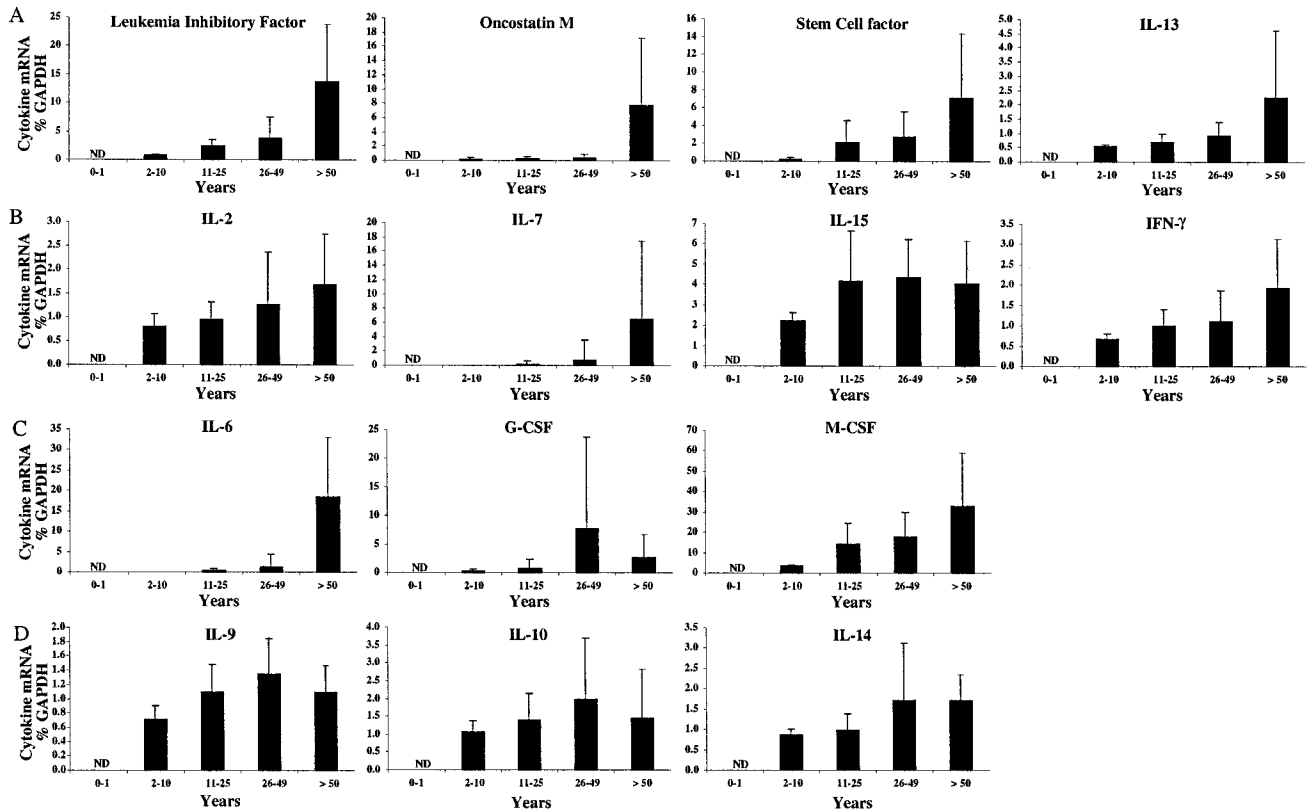 A
Leukemia Inhibitory Factor
Oncostatin M
Stem Cell factor
IL-13
Cytokine mRNA
% GAPDH
25
20
15
10
5
0
ND
0-1 2-10 11-25 26-49 > 50
Years
20
18
16
14
12
10
8
6
4
2
0
ND
0-1 2-10 11-25 26-49 > 50
Years
16
14
12
10
8
6
4
2
0
ND
0-1 2-10 11-25 26-49 > 50
Years
5.0
4.5
4.0
3.5
3.0
2.5
2.0
1.5
1.0
0.5
0.0
ND
0-1 2-10 11-25 26-49 > 50
Years
B
IL-2
IL-7
IL-15
IFN-γ
Cytokine mRNA
% GAPDH
3.0
2.5
2.0
1.5
1.0
0.5
0.0
ND
0-1 2-10 11-25 26-49 > 50
Years
20
18
16
14
12
10
8
6
4
2
0
ND
0-1 2-10 11-25 26-49 > 50
Years
7
6
5
4
3
2
1
0
ND
0-1 2-10 11-25 26-49 > 50
Years
3.5
3.0
2.5
2.0
1.5
1.0
0.5
0.0
ND
0-1 2-10 11-25 26-49 > 50
Years
C
IL-6
G-CSF
M-CSF
Cytokine mRNA
% GAPDH
35
30
25
20
15
10
5
0
ND
0-1 2-10 11-25 26-49 > 50
Years
25
20
15
10
5
0
ND
0-1 2-10 11-25 26-49 > 50
Years
70
60
50
40
30
20
10
0
ND
0-1 2-10 11-25 26-49 > 50
Years
D
IL-9
IL-10
IL-14
Cytokine mRNA
% GAPDH
2.0
1.8
1.6
1.4
1.2
1.0
0.8
0.6
0.4
0.2
0.0
ND
0-1 2-10 11-25 26-49 > 50
Years
4.0
3.5
3.0
2.5
2.0
1.5
1.0
0.5
0.0
ND
0-1 2-10 11-25 26-49 > 50
Years
3.5
3.0
2.5
2.0
1.5
1.0
0.5
0.0
ND
0-1 2-10 11-25 26-49 > 50
Years